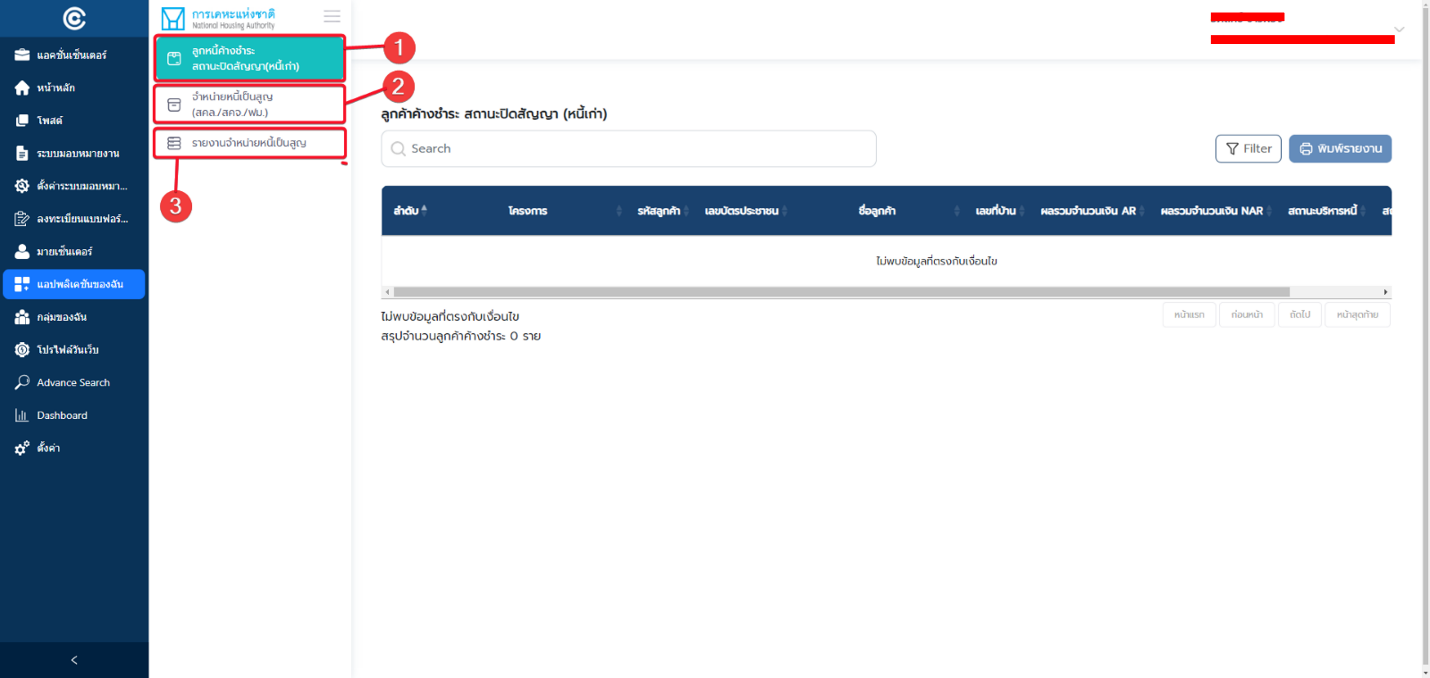 แอคชั่นเซ็นเตอร์
หน้าหลัก
โพสต์
ระบบมอบหมายงาน
ตั้งค่าระบบมอบหมา...
ลงทะเบียนแบบฟอร์...
มายเซ็นเตอร์
แอปพลิเคชันของฉัน
กลุ่มของฉัน
โปรไฟล์วันเว็บ
Advance Search
Dashboard
ตั้งค่า
การเคหะแห่งชาติ
National Housing Authority
ลูกหนี้ค้างชำระ
สถานะปิดสัญญา(หนี้เก่า)
จำหน่ายหนี้เป็นสูญ
(สคล./สคจ./ฟม.)
รายงานจำหน่ายหนี้เป็นสูญ
1
2
3
ลูกค้าค้างชำระ สถานะปิดสัญญา (หนี้เก่า)
Search
Filter
พิมพ์รายงาน
ลำดับ โครงการ รหัสลูกค้า เลขบัตรประชาชน ชื่อลูกค้า เลขที่บ้าน ผลรวมจำนวนเงิน AR ผลรวมจำนวนเงิน NAR สถานะบริหารหนี้
ไม่พบข้อมูลที่ตรงกับเงื่อนไข
ไม่พบข้อมูลที่ตรงกับเงื่อนไข
สรุปจำนวนลูกค้าค้างชำระ 0 ราย
หน้าแรก ก่อนหน้า ถัดไป หน้าสุดท้าย